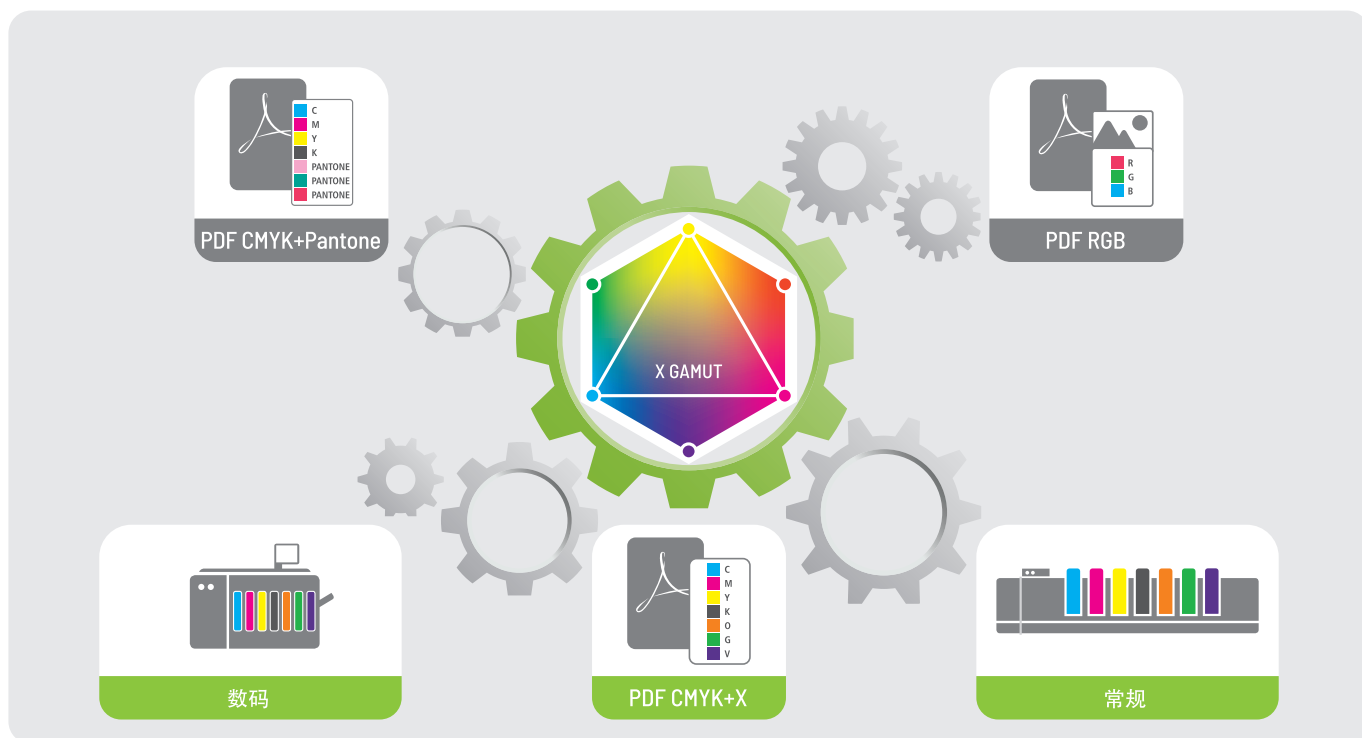 C
M
Y
K
PANTONE
PANTONE
PANTONE
PDF CMYK+Pantone
R
G
B
PDF RGB
X GAMUT
数码
C
M
Y
K
O
G
V
PDF CMYK+X
常规